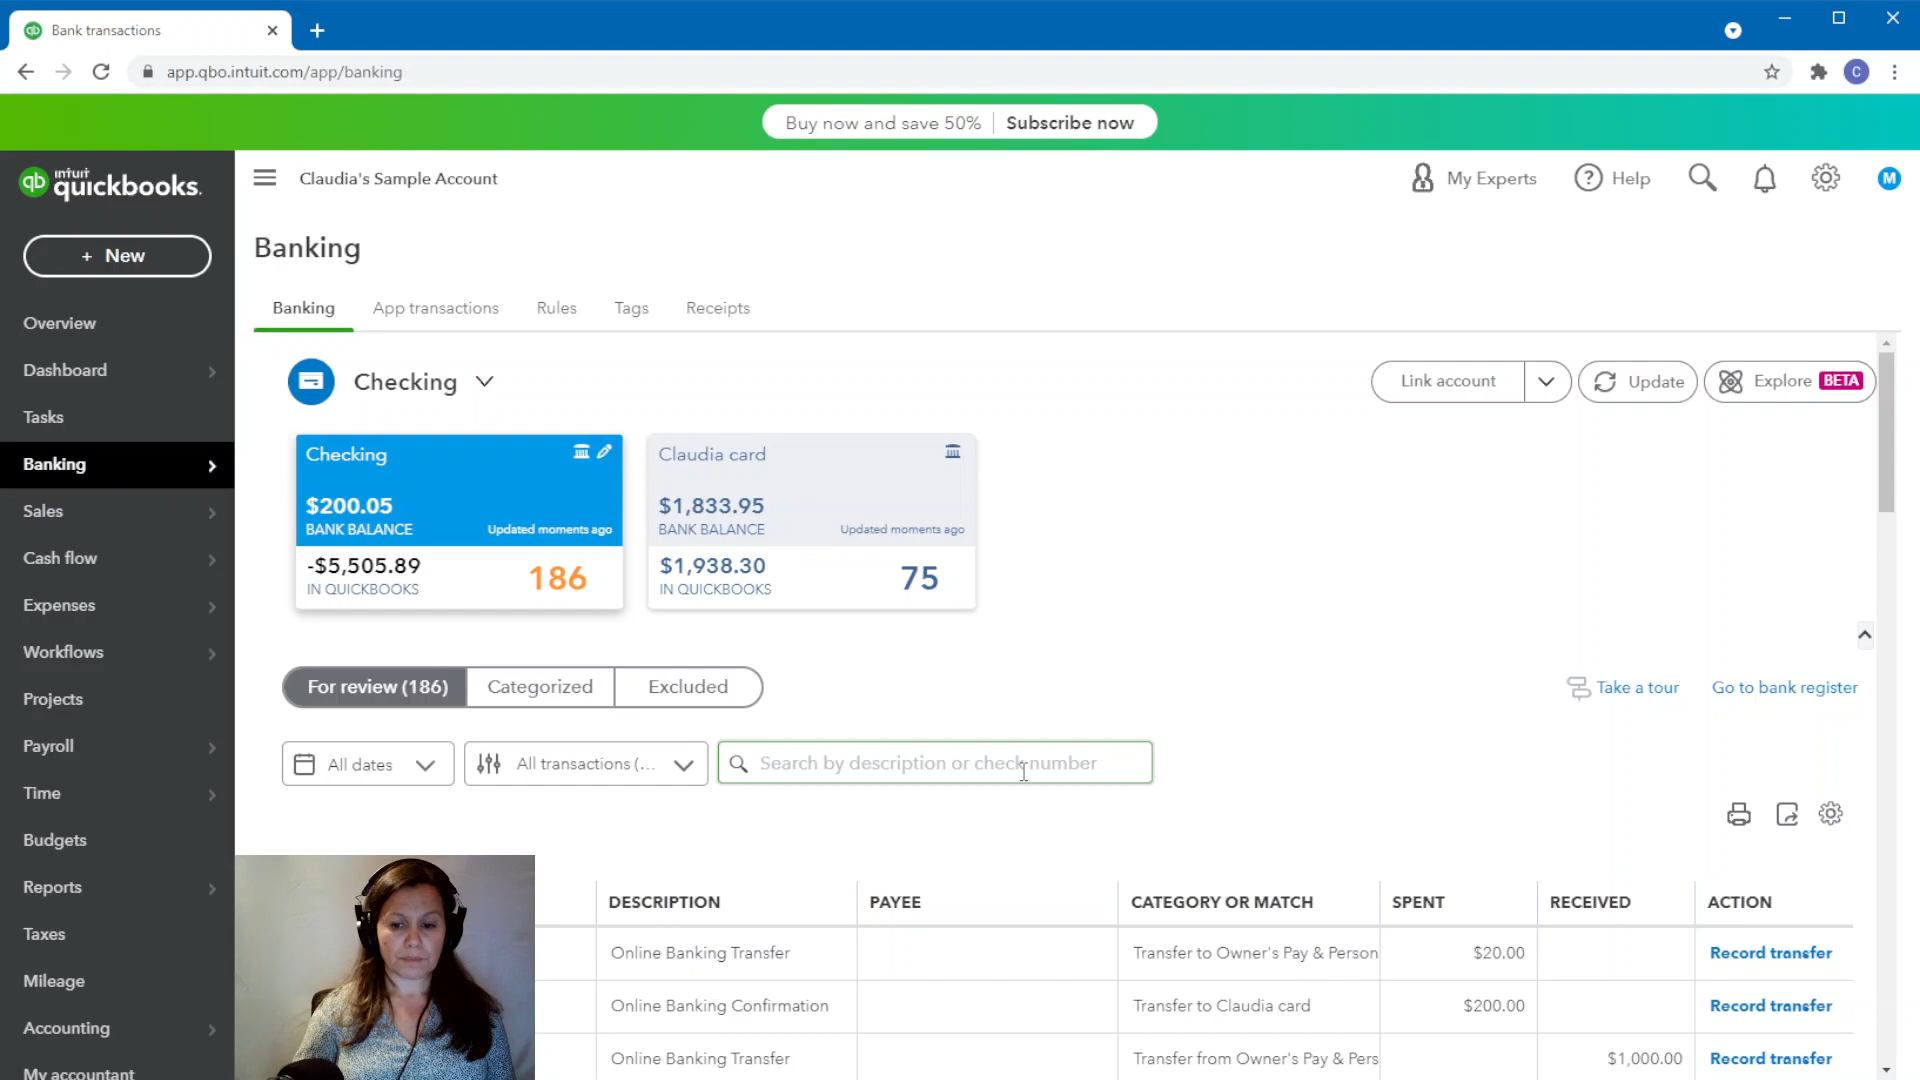 Bank transactions
app.qbo.intuit.com/app/banking
Buy now and save 50% Subscribe now
qb intuit quickbooks.
Claudia's Sample Account
My Experts
Help
M
C
+ New
Banking
Banking App transactions Rules Tags Receipts
Overview
Dashboard
Tasks
Banking
Sales
Cash flow
Expenses
Workflows
Projects
Payroll
Time
Budgets
Reports
Taxes
Mileage
Accounting
My accountant
Checking
Link account Update Explore BETA
Checking
$200.05
BANK BALANCE Updated moments ago
-$5,505.89
IN QUICKBOOKS
186
Claudia card
$1,833.95
BANK BALANCE Updated moments ago
$1,938.30
IN QUICKBOOKS
75
For review (186) Categorized Excluded
Take a tour Go to bank register
All dates All transactions (... Search by description or check number
DESCRIPTION PAYEE CATEGORY OR MATCH SPENT RECEIVED ACTION
Online Banking Transfer Transfer to Owner's Pay & Person $20.00 Record transfer
Online Banking Confirmation Transfer to Claudia card $200.00 Record transfer
Online Banking Transfer Transfer from Owner's Pay & Pers $1,000.00 Record transfer